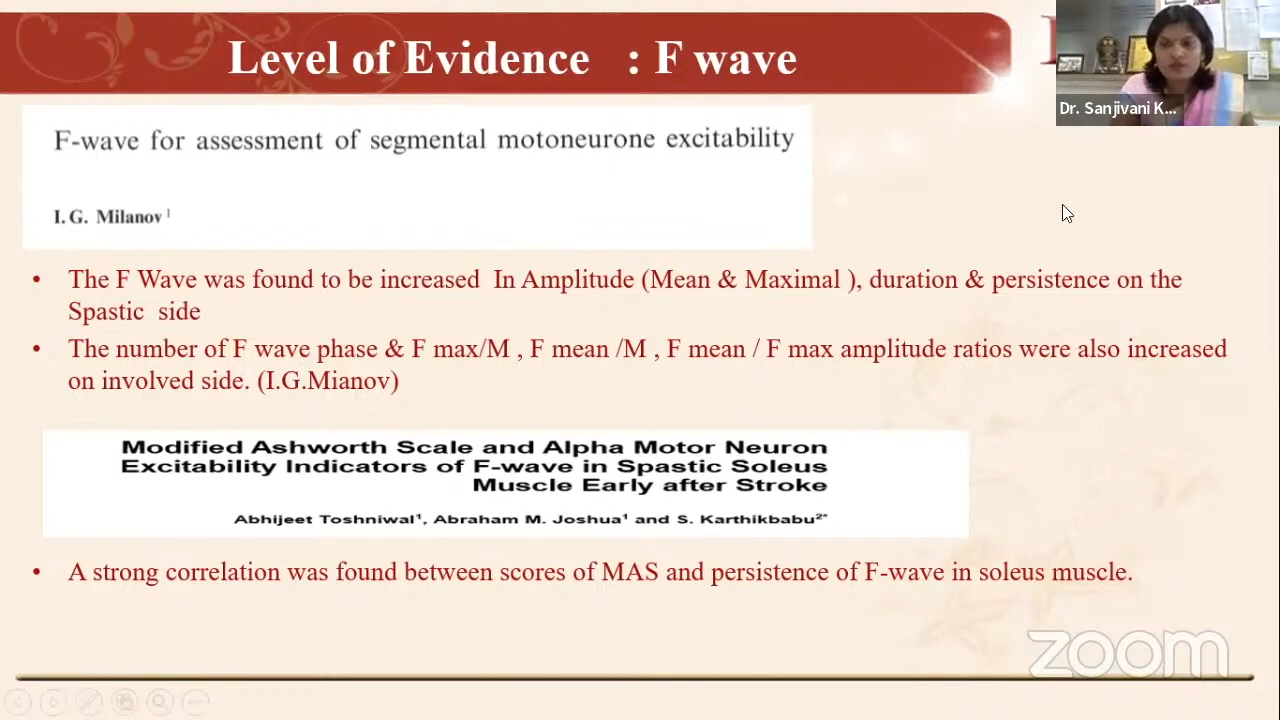 Level of Evidence : F wave
Dr. Sanjivani K...
F-wave for assessment of segmental motoneurone excitability
I. G. Milanov 1
• The F Wave was found to be increased In Amplitude (Mean & Maximal ), duration & persistence on the
Spastic side
• The number of F wave phase & F max/M , F mean /M , F mean / F max amplitude ratios were also increased
on involved side. (I.G.Mianov)
Modified Ashworth Scale and Alpha Motor Neuron
Excitability Indicators of F-wave in Spastic Soleus
Muscle Early after Stroke
Abhijeet Toshniwal¹, Abraham M. Joshua¹ and S. Karthikbabu²*
• A strong correlation was found between scores of MAS and persistence of F-wave in soleus muscle.
zoom